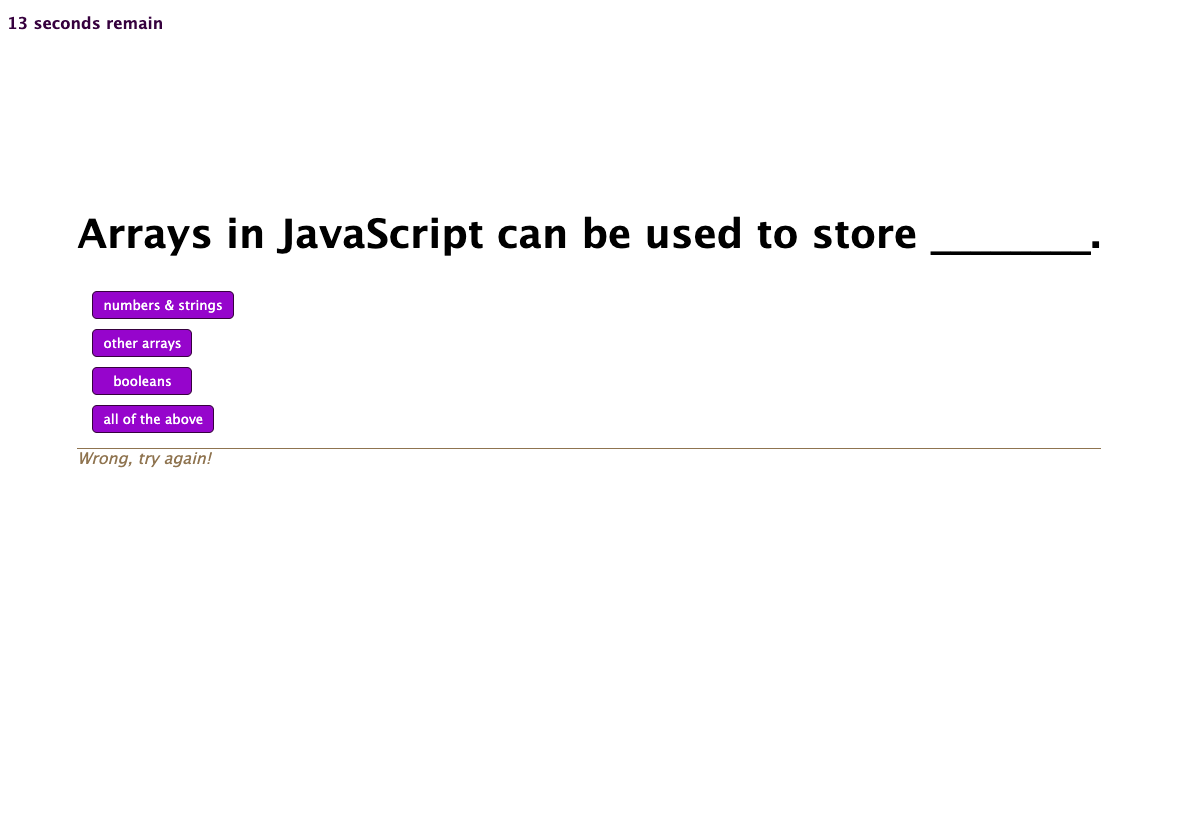 13 seconds remain
Arrays in JavaScript can be used to store ________.
numbers & strings
other arrays
booleans
all of the above
Wrong, try again!